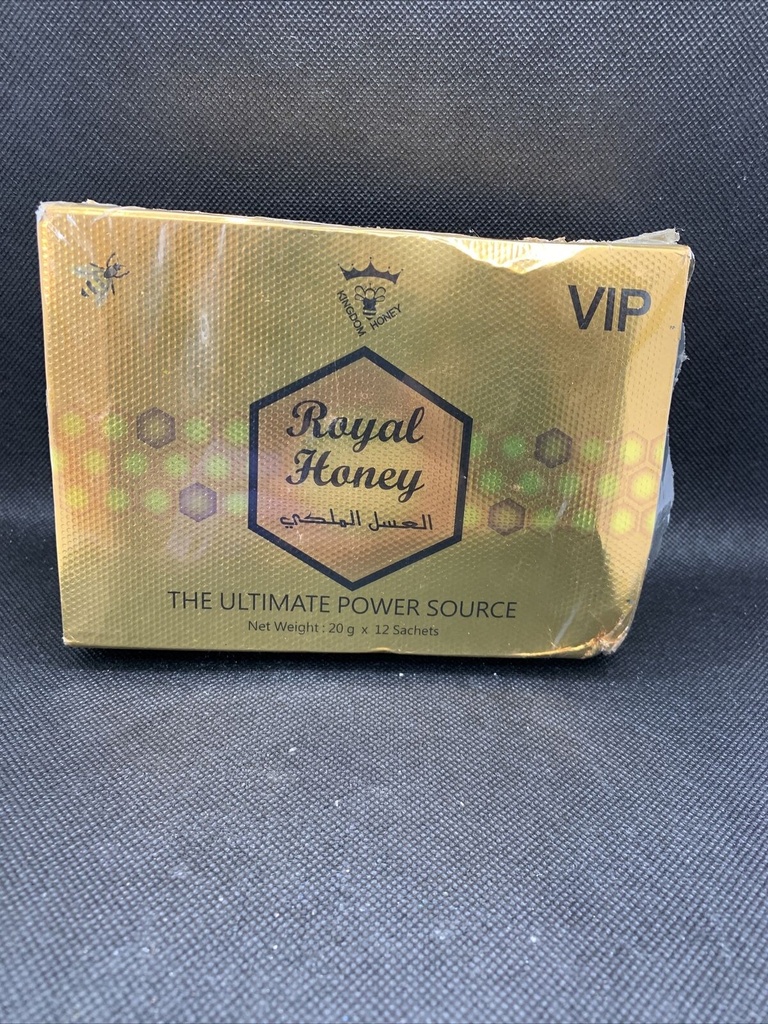 KINGDOM HONEY
VIP
Royal
Honey
العسل الملكي
THE ULTIMATE POWER SOURCE
Net Weight : 20 g x 12 Sachets